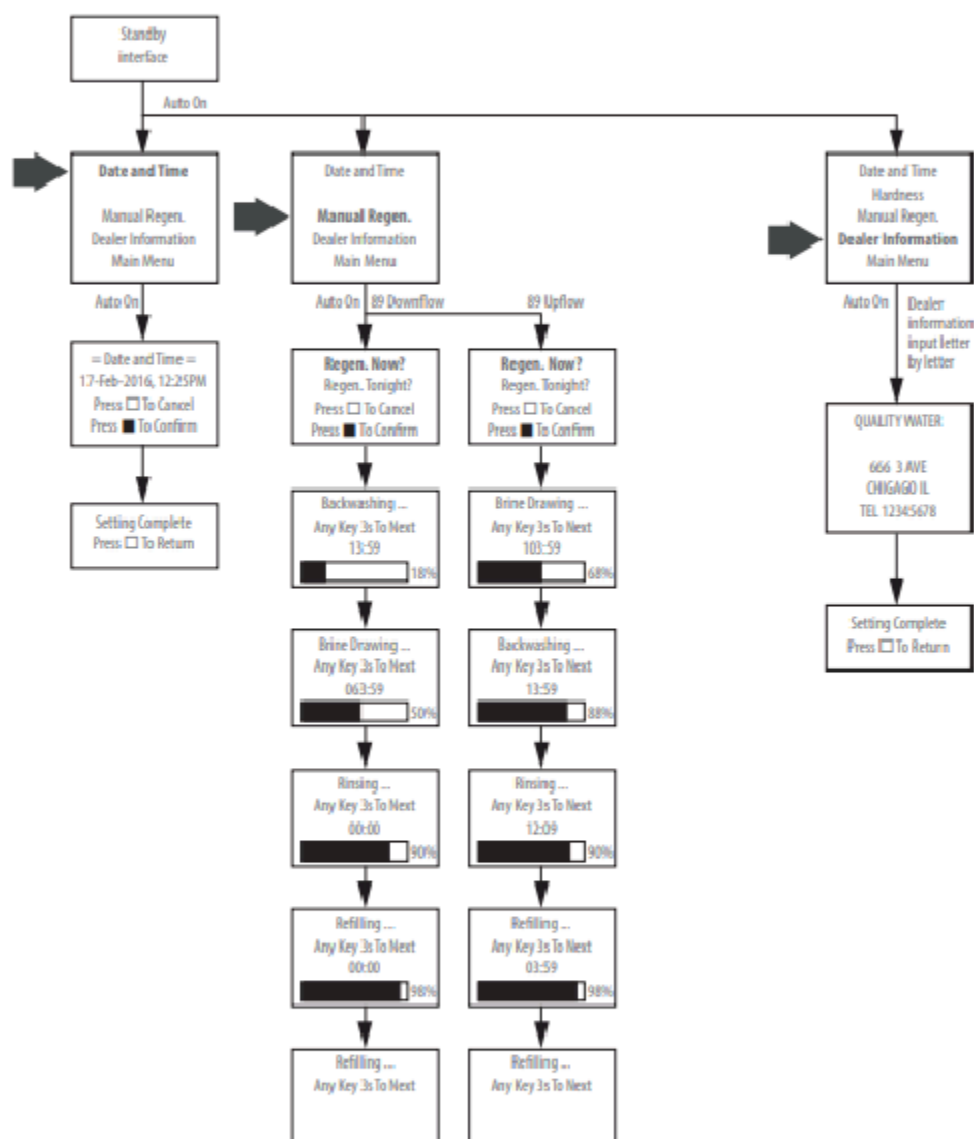 Standby
interface
Auto On
Date and Time
Manual Regen.
Dealer Information
Main Menu
Auto On
= Date and Time =
17-Feb-2016, 12:25PM
Press ☐ To Cancel
Press ■ To Confirm
Setting Complete
Press ☐ To Return
Date and Time
Manual Regen.
Dealer Information
Main Menu
Auto On
89 Downflow
89 Upflow
Regen. Now?
Regen. Tonight?
Press ☐ To Cancel
Press ■ To Confirm
Backwashing ...
Any Key 3s To Next
13:59
18%
Brine Drawing ...
Any Key 3s To Next
063:59
50%
Rinsing ...
Any Key 3s To Next
00:00
90%
Refilling ...
Any Key 3s To Next
00:00
98%
Refilling ...
Any Key 3s To Next
Regen. Now ?
Regen. Tonight?
Press ☐ To Cancel
Press ■ To Confirm
Brine Drawing ...
Any Key 3s To Next
103:59
68%
Backwashing ...
Any Key 3s To Next
13:59
88%
Rinsing ...
Any Key 3s To Next
12:09
90%
Refilling ...
Any Key 3s To Next
03:59
98%
Refilling ...
Any Key 3s To Next
Date and Time
Hardness
Manual Regen.
Dealer Information
Main Menu
Auto On
Dealer
information
input letter
by letter
QUALITY WATER
666 3 AVE
CHIGAGO IL
TEL 12345678
Setting Complete
Press ☐ To Return